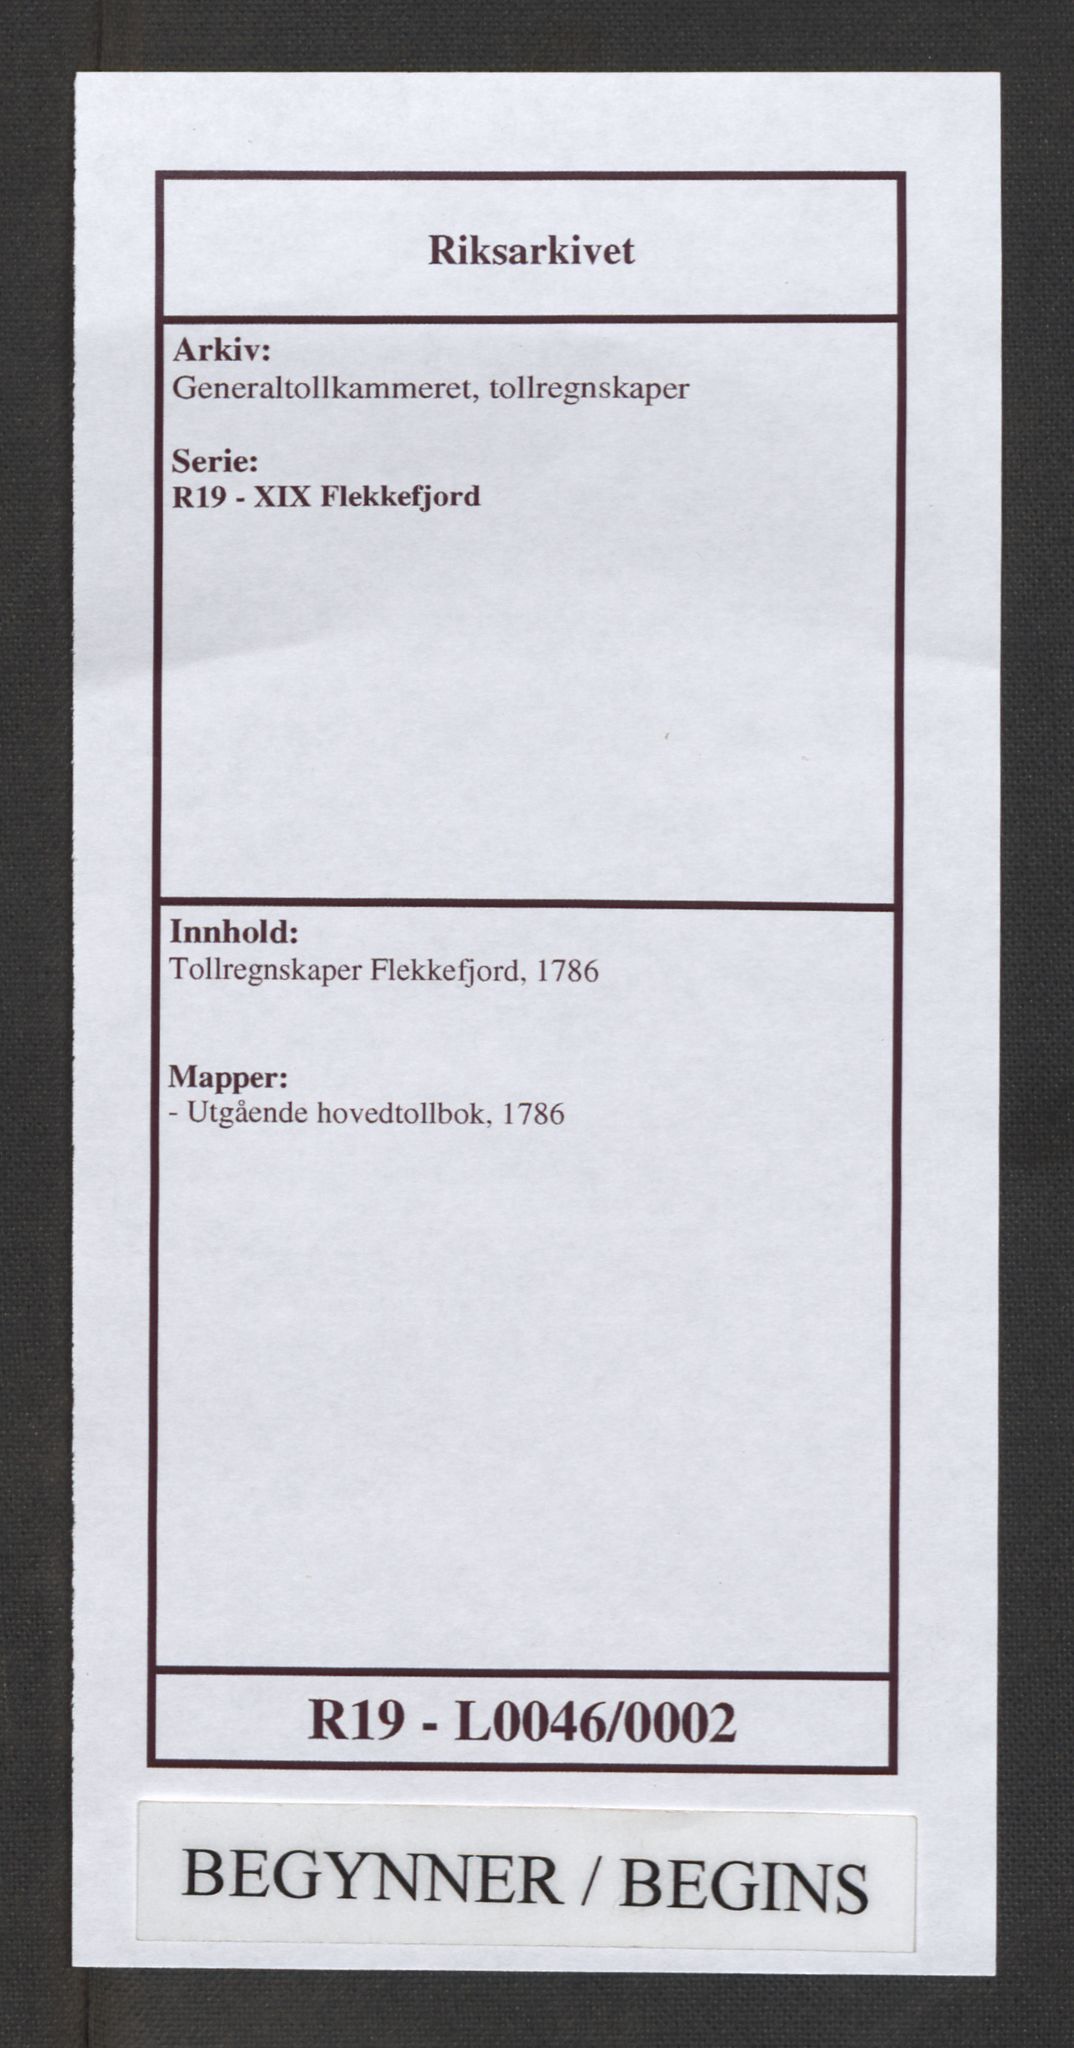 Riksarkivet
Arkiv:
Generaltollkammeret, tollregnskaper
Serie:
R19 - XIX Flekkefjord
Innhold:
Tollregnskaper Flekkefjord, 1786
Mapper:
- Utgående hovedtollbok, 1786
R19 - L0046/0002
BEGYNNER / BEGINS